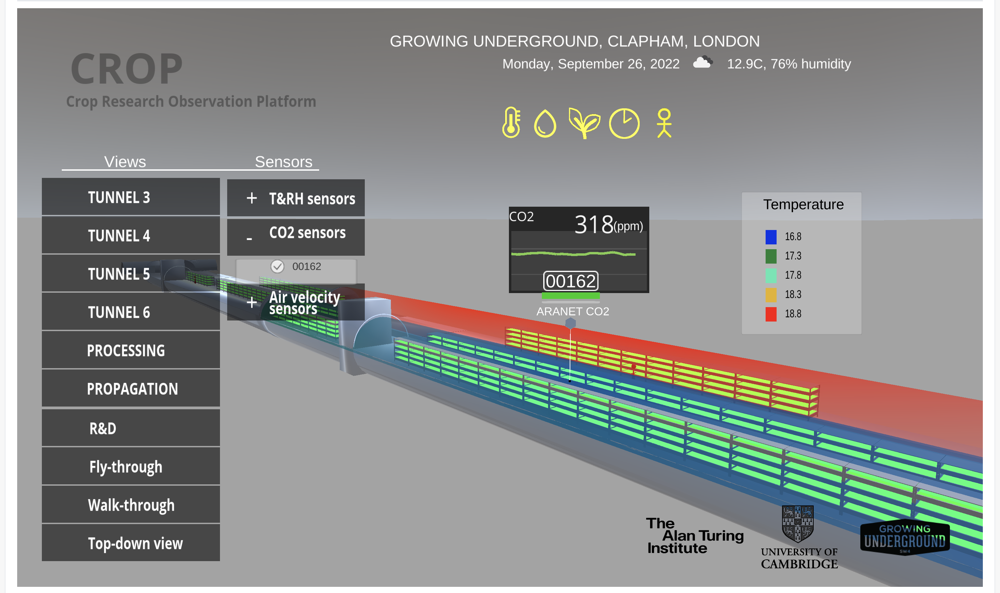 GROWING UNDERGROUND, CLAPHAM, LONDON
Monday, September 26, 2022
12.9C, 76% humidity
CROP
Crop Research Observation Platform
Views
Sensors
TUNNEL 3
TUNNEL 4
TUNNEL 5
TUNNEL 6
PROCESSING
PROPAGATION
R&D
Fly-through
Walk-through
Top-down view
+ T&RH sensors
- CO2 sensors
00162
+ Air velocity
sensors
CO2
318(ppm)
00162
ARANET CO2
Temperature
16.8
17.3
17.8
18.3
18.8
The
Alan Turing
Institute
UNIVERSITY OF
CAMBRIDGE
GROWING
UNDERGROUND
SW4